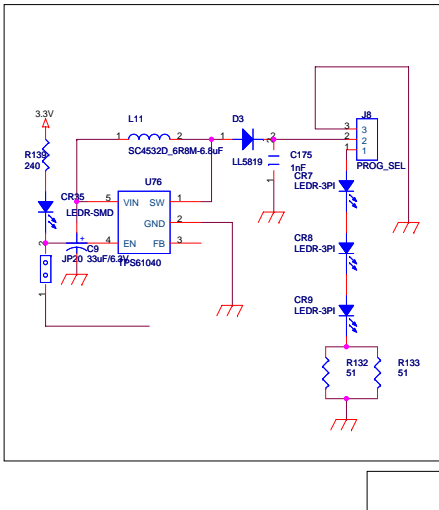 3.3V
L11
D3
J8
1
2
1
2
3
2
1
3
2
1
R139
240
SC4532D_6R8M-6.8uF
LL5819
C175
1nF
2
1
PROG_SEL
U76
CR7
LEDR-3PI
CR35
LEDR-SMD
5
VIN
SW
1
GND
2
4
EN
FB
3
TPS61040
C9
33uF/6.3V
JP20
2
1
CR8
LEDR-3PI
CR9
LEDR-3PI
R132
51
R133
51